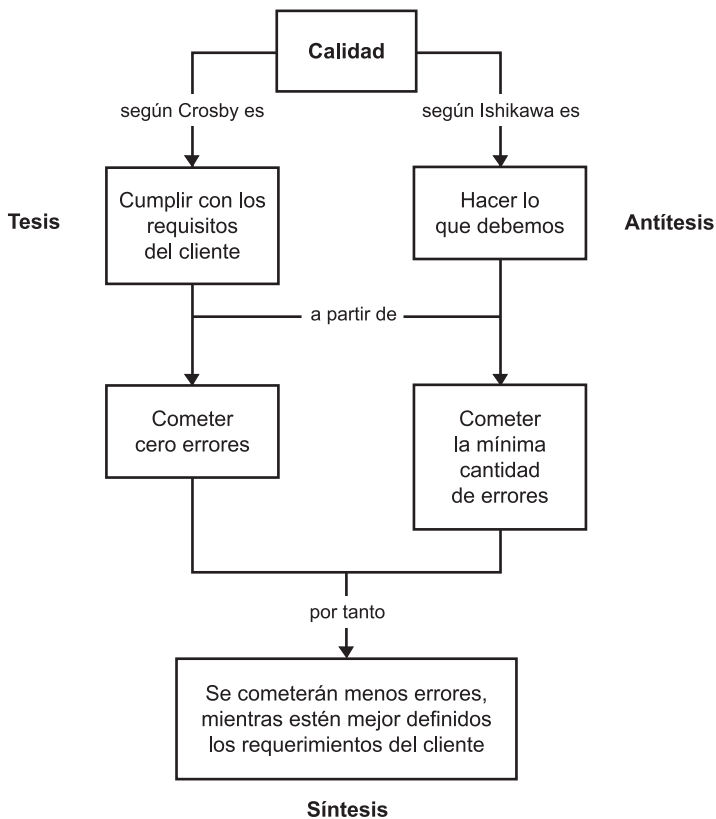 Calidad
según Crosby es
según Ishikawa es
Tesis
Cumplir con los
requisitos
del cliente
Hacer lo
que debemos
Antítesis
a partir de
Cometer
cero errores
Cometer
la mínima
cantidad
de errores
por tanto
Se cometerán menos errores,
mientras estén mejor definidos
los requerimientos del cliente
Síntesis